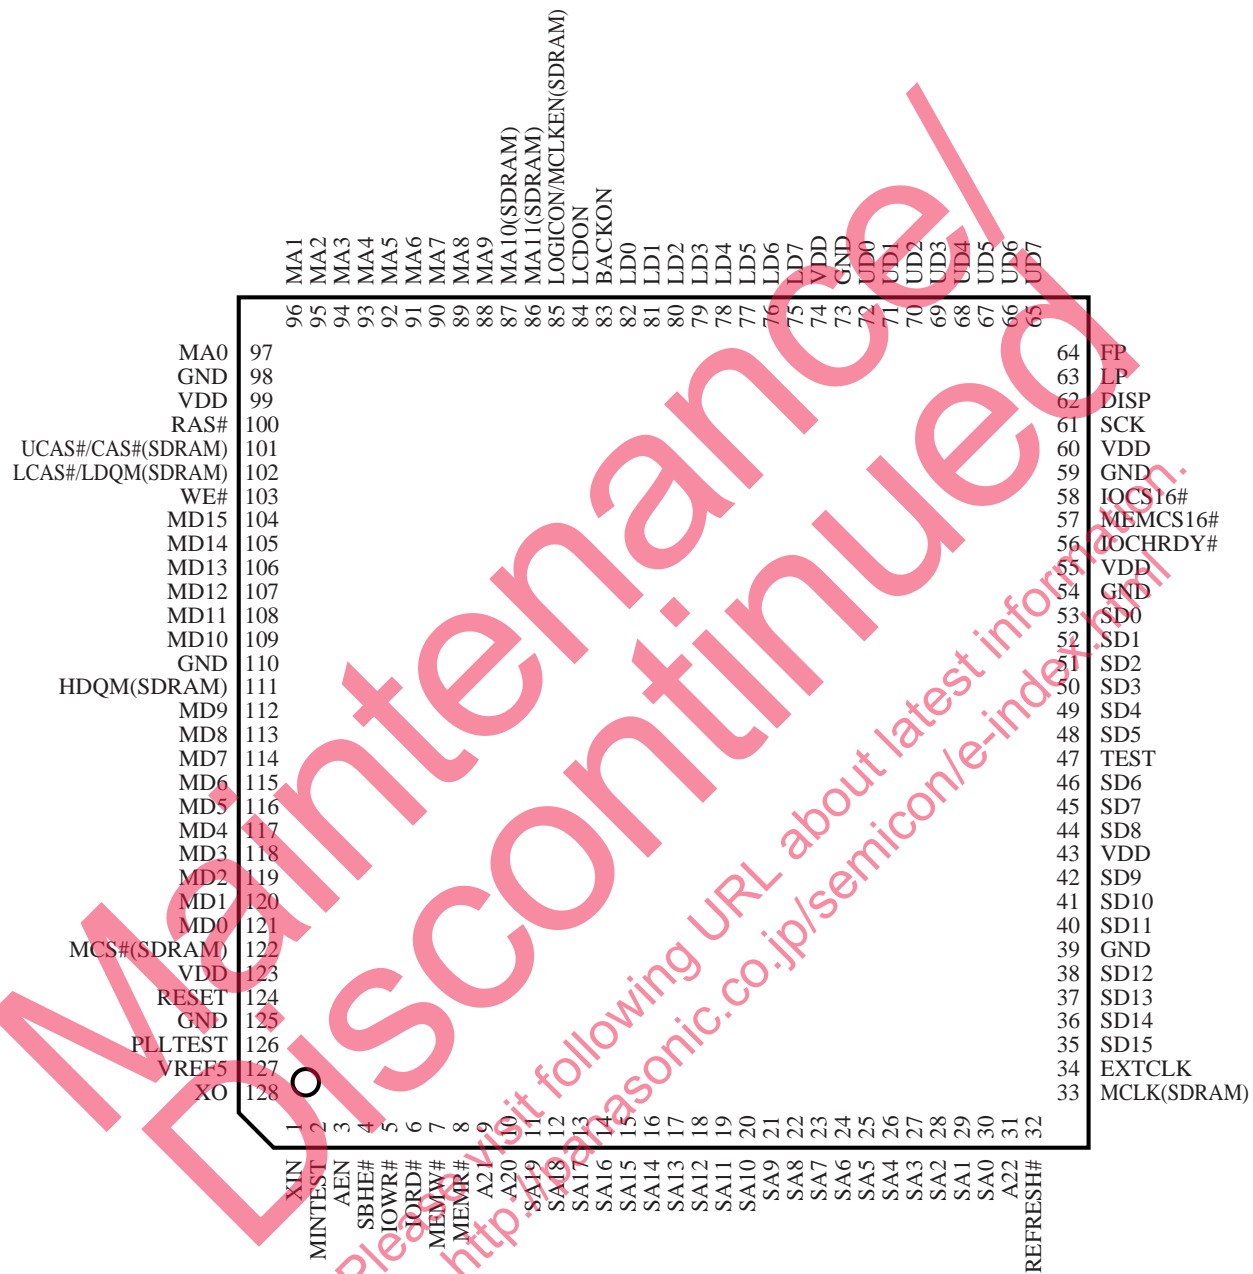 96 MA1
95 MA2
94 MA3
93 MA4
92 MA5
91 MA6
90 MA7
89 MA8
88 MA9
87 MA10(SDRAM)
86 MA11(SDRAM)
85 LOGICON/MCLKEN(SDRAM)
84 LCDON
83 BACKON
82 LD0
81 LD1
80 LD2
79 LD3
78 LD4
77 LD5
76 LD6
75 LD7
74 VDD
73 GND
72 UD0
71 UD1
70 UD2
69 UD3
68 UD4
67 UD5
66 UD6
65 UD7
MA0 97
GND 98
VDD 99
RAS# 100
UCAS#/CAS#(SDRAM) 101
LCAS#/LDQM(SDRAM) 102
WE# 103
MD15 104
MD14 105
MD13 106
MD12 107
MD11 108
MD10 109
GND 110
HDQM(SDRAM) 111
MD9 112
MD8 113
MD7 114
MD6 115
MD5 116
MD4 117
MD3 118
MD2 119
MD1 120
MD0 121
MCS#(SDRAM) 122
VDD 123
RESET 124
GND 125
PLLTEST 126
VREF5 127
XO 128
64 FP
63 LP
62 DISP
61 SCK
60 VDD
59 GND
58 IOCS16#
57 MEMCS16#
56 IOCHRDY#
55 VDD
54 GND
53 SD0
52 SD1
51 SD2
50 SD3
49 SD4
48 SD5
47 TEST
46 SD6
45 SD7
44 SD8
43 VDD
42 SD9
41 SD10
40 SD11
39 GND
38 SD12
37 SD13
36 SD14
35 SD15
34 EXTCLK
33 MCLK(SDRAM)
1 XIN
2 MINTEST
3 AEN
4 SBHE#
5 IOWR#
6 IORD#
7 MEMW#
8 MEMR#
9 A21
10 A20
11 SA19
12 SA18
13 SA17
14 SA16
15 SA15
16 SA14
17 SA13
18 SA12
19 SA11
20 SA10
21 SA9
22 SA8
23 SA7
24 SA6
25 SA5
26 SA4
27 SA3
28 SA2
29 SA1
30 SA0
31 A22
32 REFRESH#
Maintenance/
Discontinued
Please visit following URL about latest information.
http://panasonic.co.jp/semicon/e-index.html